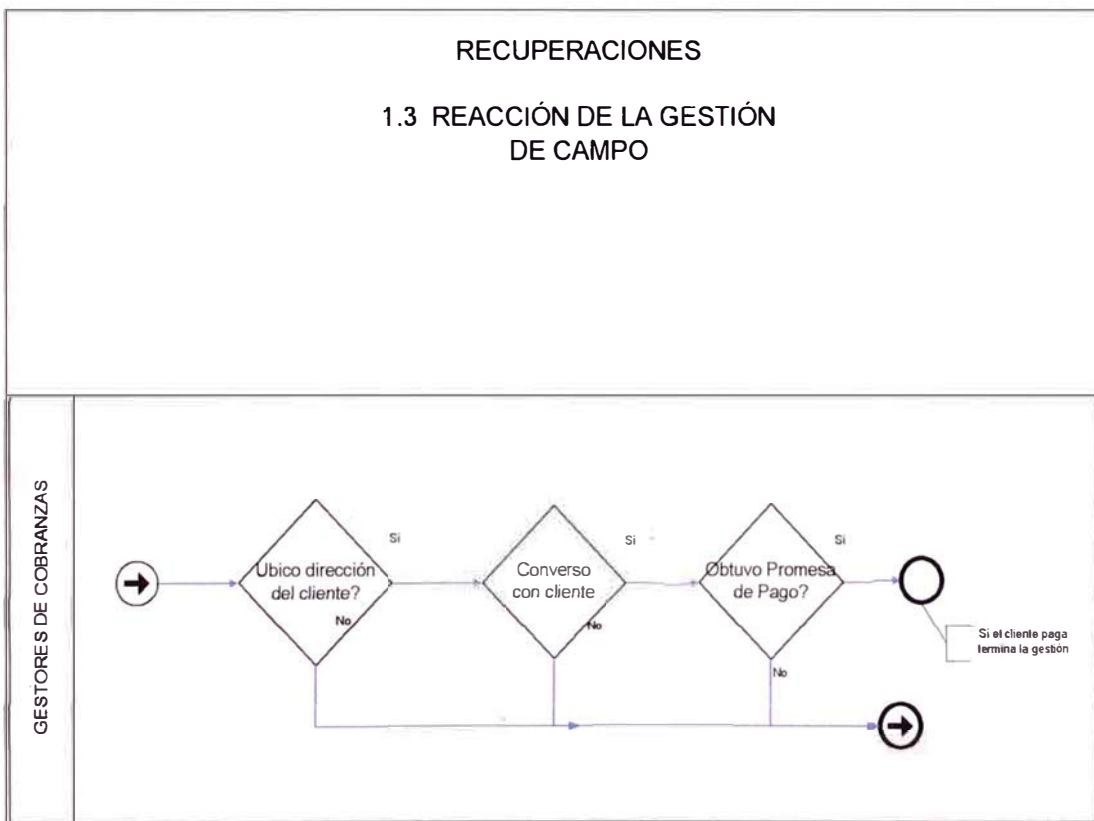 RECUPERACIONES
1.3 REACCIÓN DE LA GESTIÓN
DE CAMPO
GESTORES DE COBRANZAS
Ubico dirección
del cliente?
Si
No
Converso
con cliente
Si
No
Obtuvo Promesa
de Pago?
Si
No
Si el cliente paga
termina la gestión